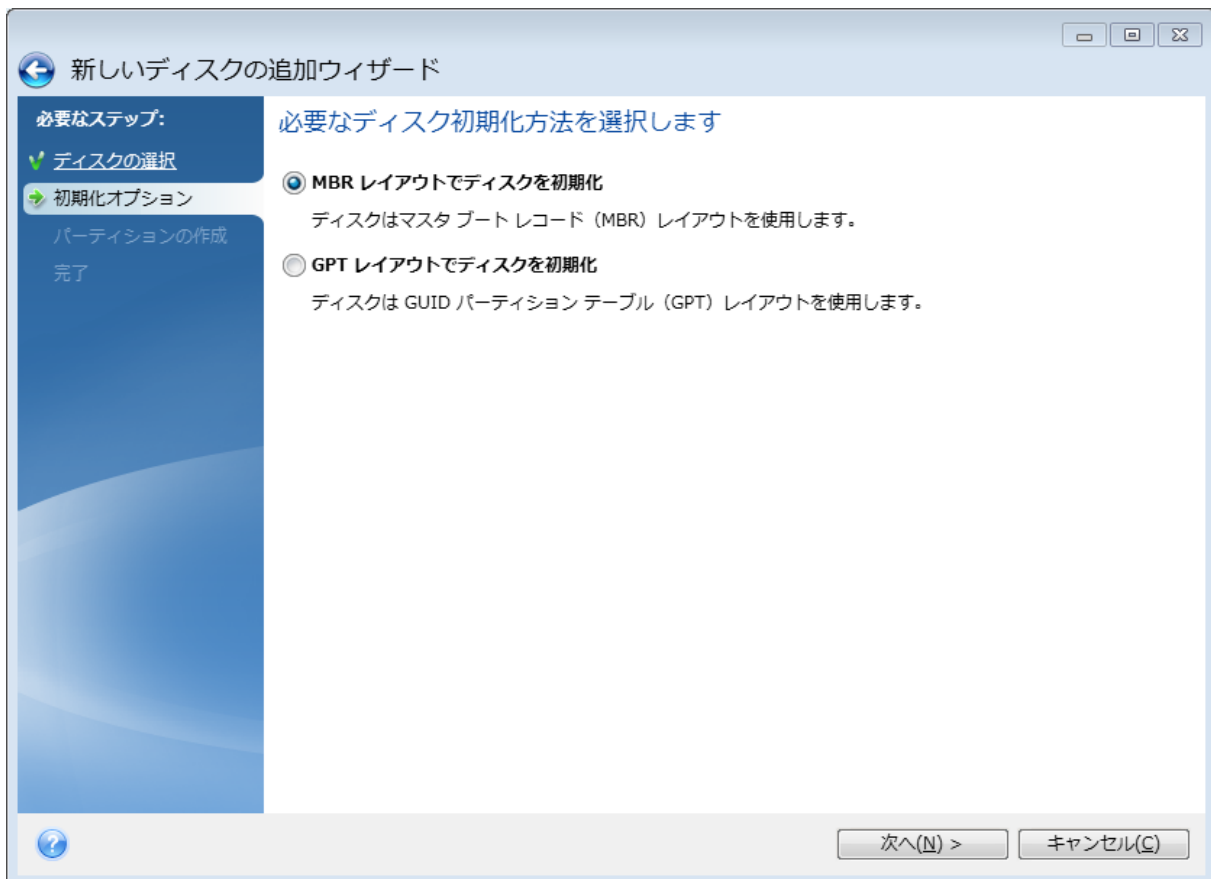 新しいディスクの追加ウィザード
必要なステップ:
ディスクの選択
初期化オプション
パーティションの作成
完了
必要なディスク初期化方法を選択します
MBR レイアウトでディスクを初期化
ディスクはマスタ ブート レコード（MBR）レイアウトを使用します。
GPT レイアウトでディスクを初期化
ディスクは GUID パーティション テーブル（GPT）レイアウトを使用します。
次へ(N) >
キャンセル(C)